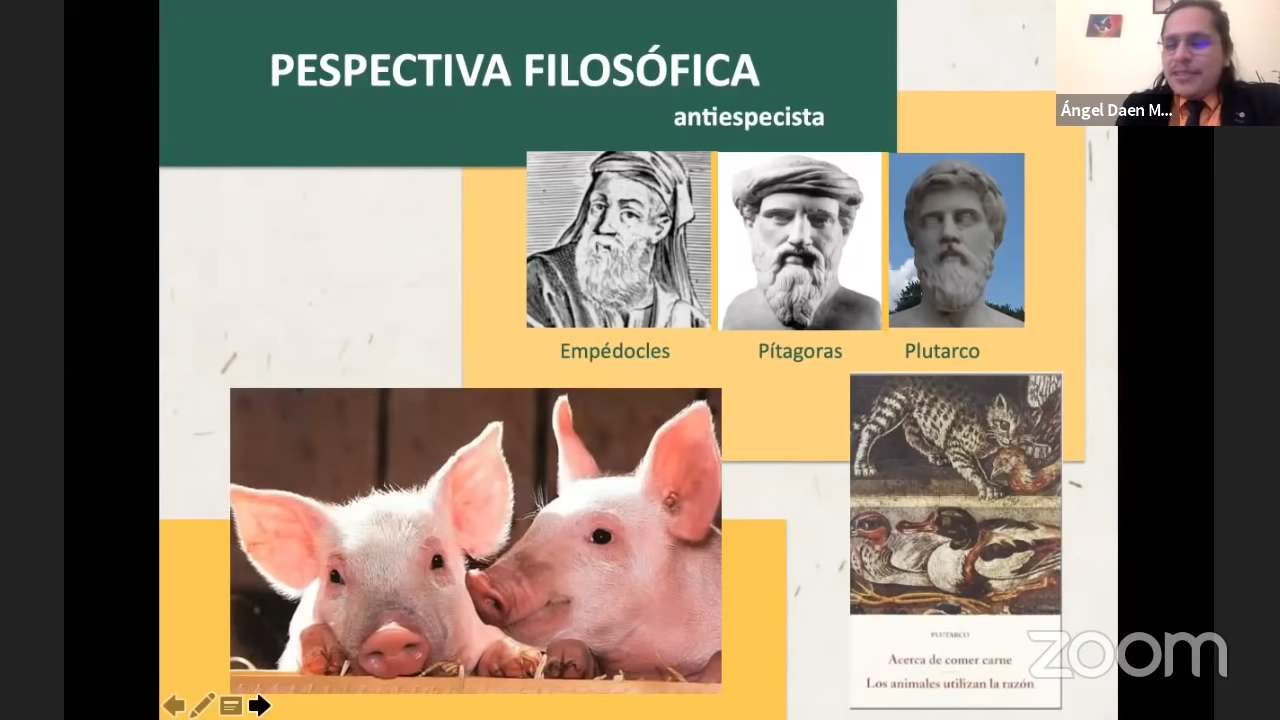 PESPECTIVA FILOSÓFICA
antiespecista
Ángel Daen M...
Empédocles
Pítagoras
Plutarco
PLUTARCO
Acerca de comer carne
Los animales utilizan la razón
zoom